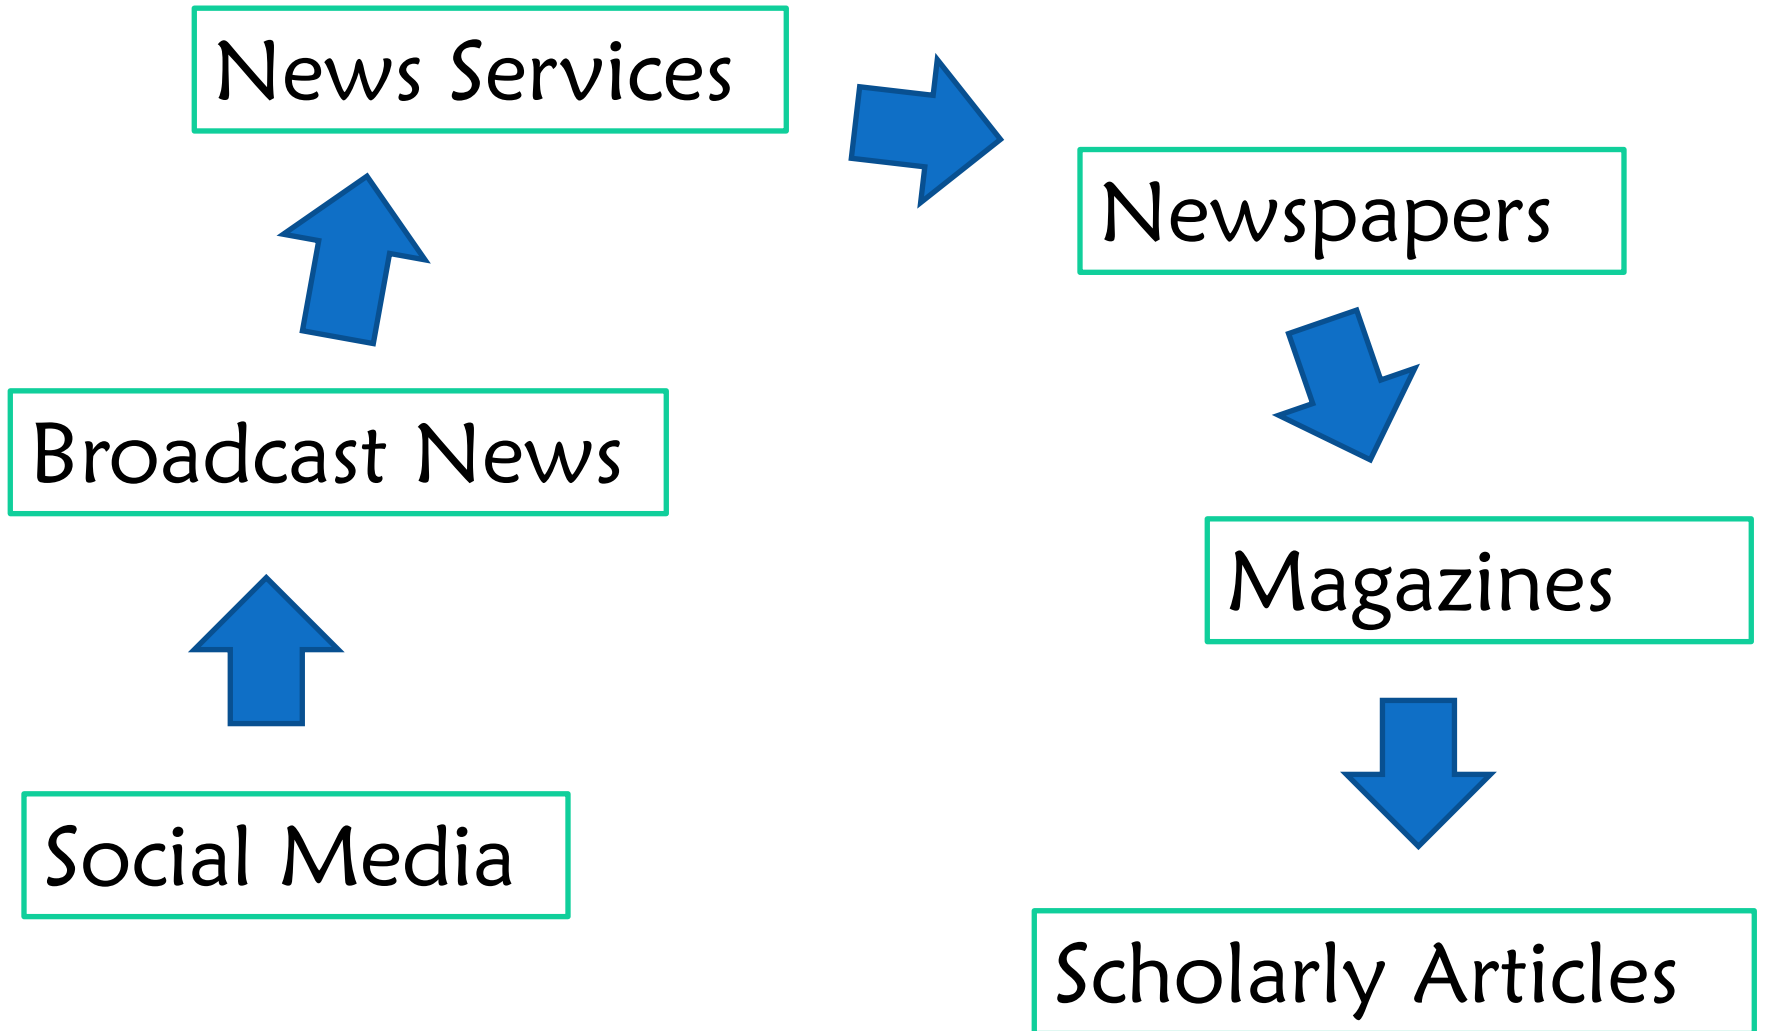 News Services
Newspapers
Broadcast News
Magazines
Social Media
Scholarly Articles